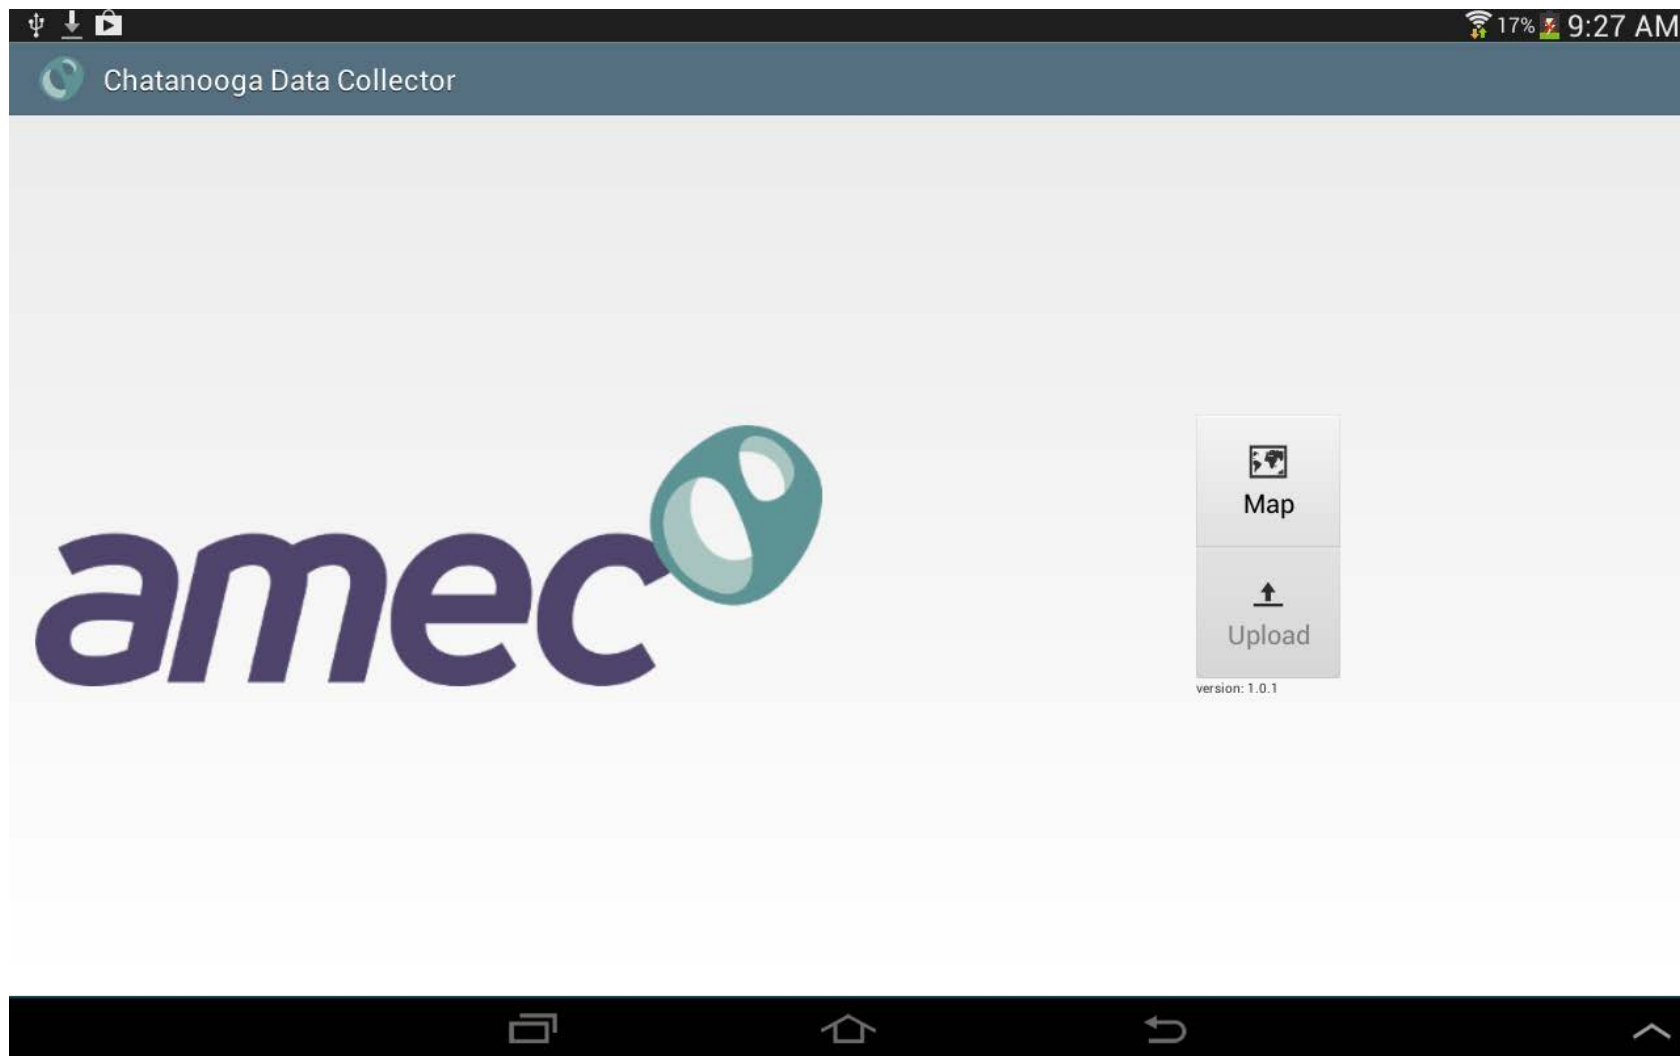 17% 9:27 AM
Chatanooga Data Collector
amec
Map
Upload
version: 1.0.1